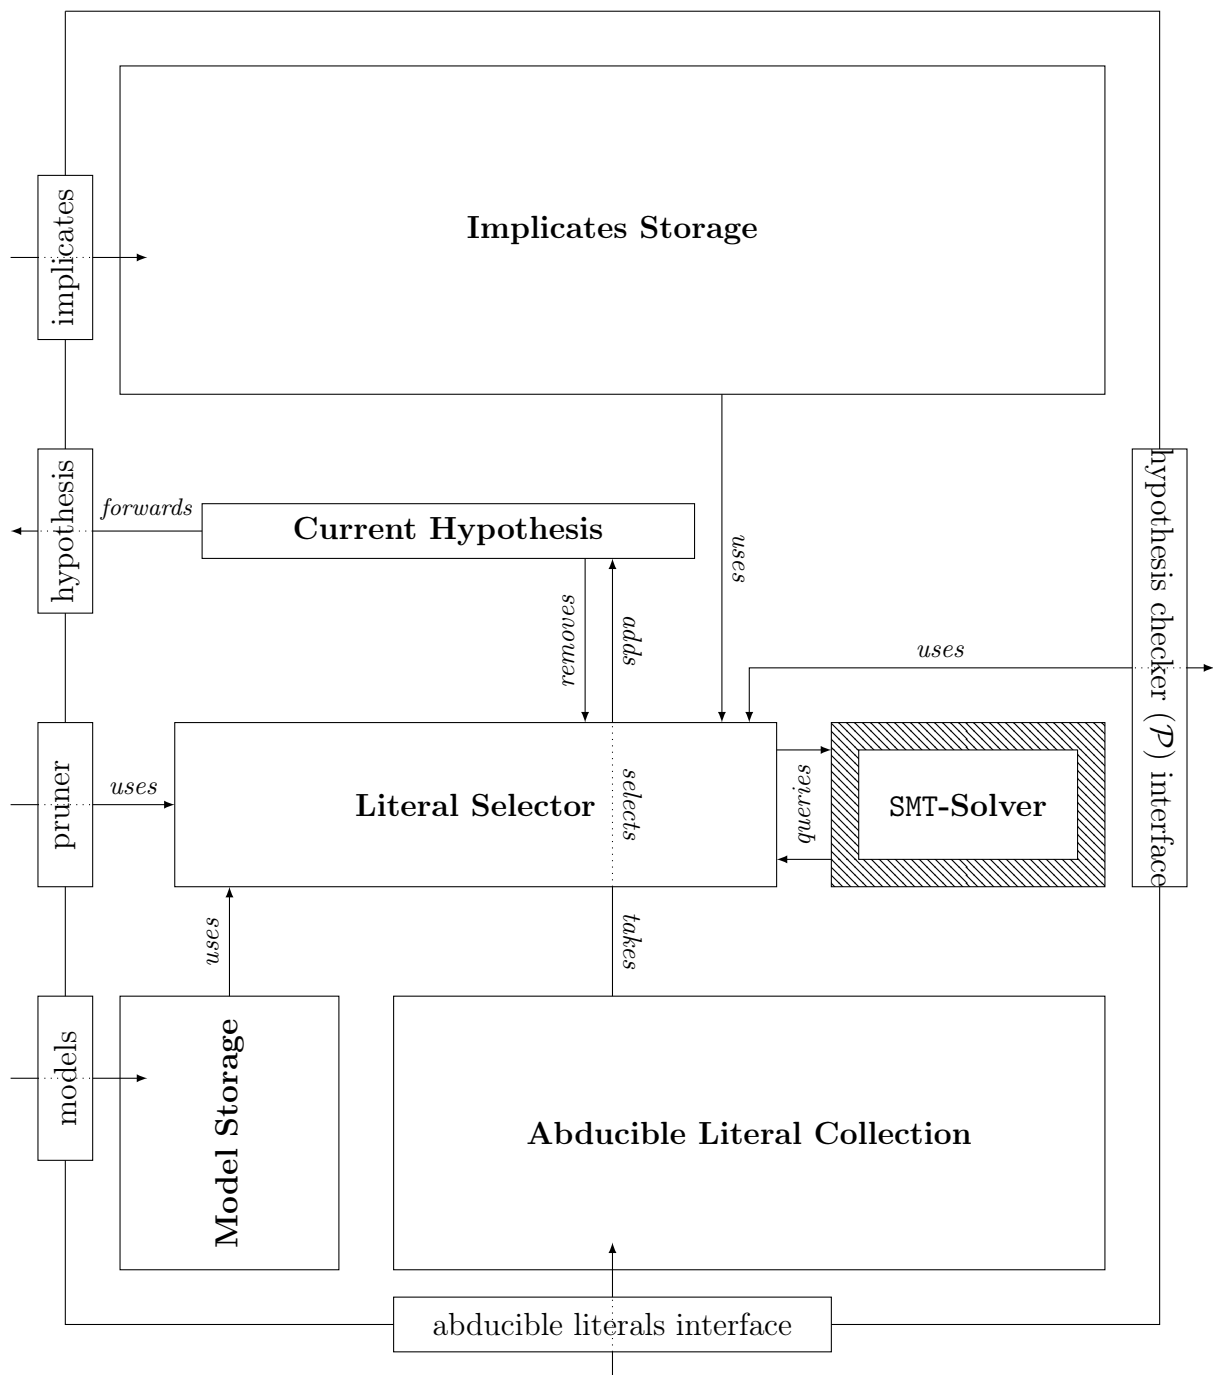 implicates
Implicates Storage
hypothesis
forwards
Current Hypothesis
uses
hypothesis checker (𝒫) interface
removes
adds
uses
pruner
uses
Literal Selector
selects
queries
SMT-Solver
uses
takes
models
Model Storage
Abducible Literal Collection
abducible literals interface